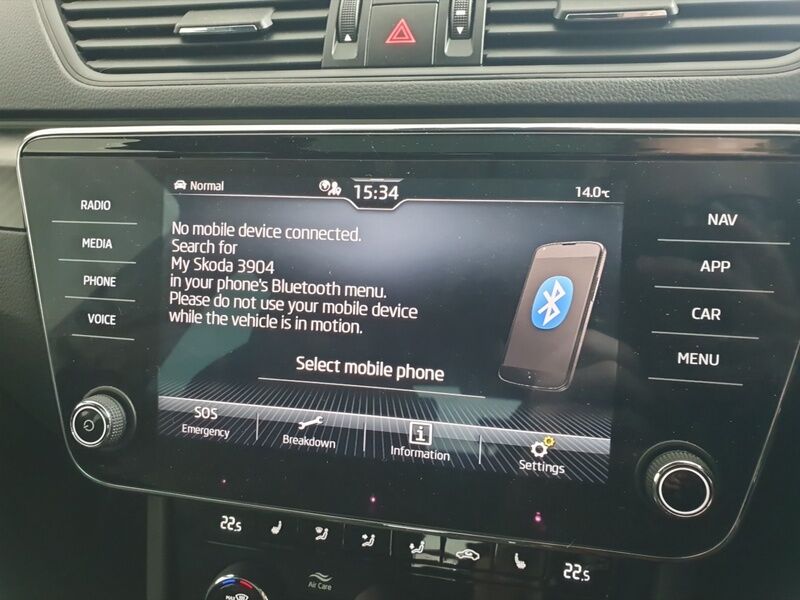 Normal
15:34
14.0°C
RADIO
MEDIA
PHONE
VOICE
No mobile device connected.
Search for
My Skoda 3904
in your phone's Bluetooth menu.
Please do not use your mobile device
while the vehicle is in motion.
Select mobile phone
SOS
Emergency
Breakdown
i
Information
Settings
NAV
APP
CAR
MENU
22.5
22.5
Air Care
MAX